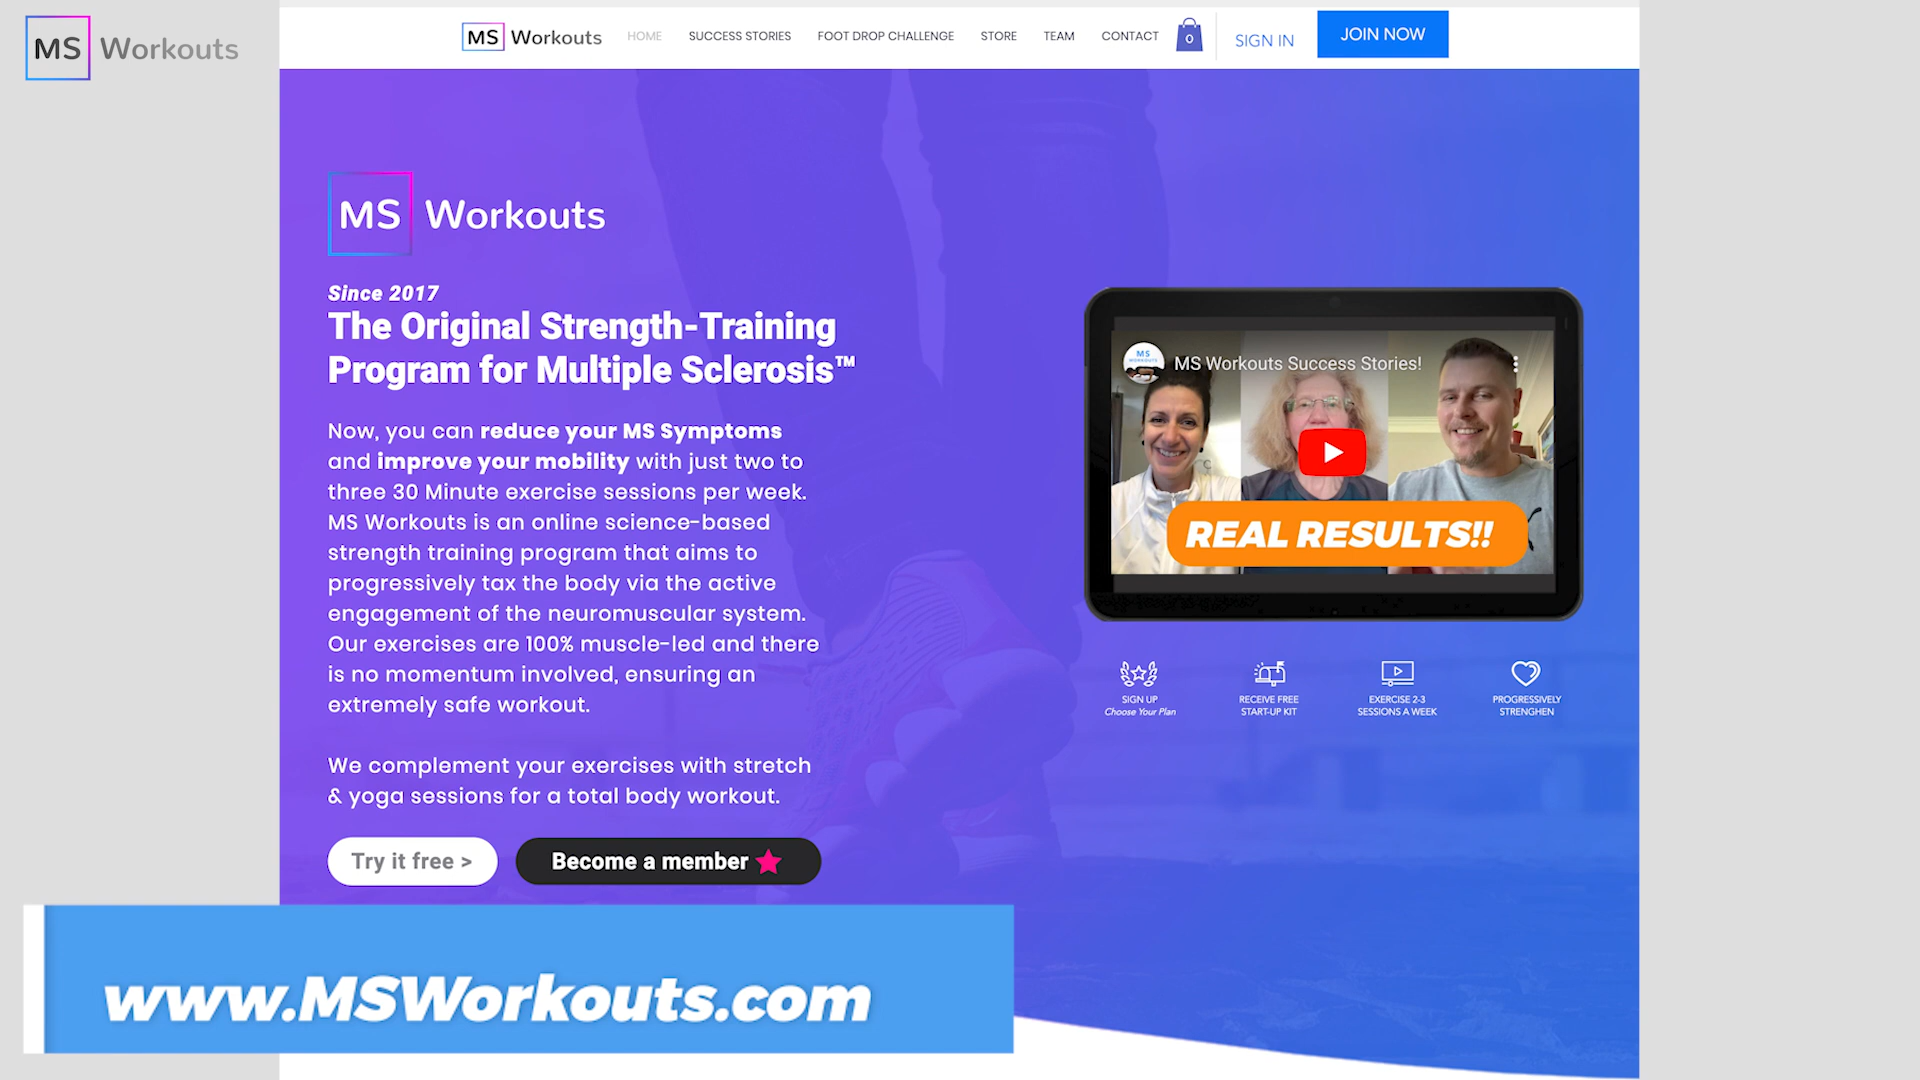 MS Workouts
MS Workouts HOME SUCCESS STORIES FOOT DROP CHALLENGE STORE TEAM CONTACT 0 SIGN IN JOIN NOW
MS Workouts
Since 2017
The Original Strength-Training
Program for Multiple Sclerosis™
Now, you can reduce your MS Symptoms
and improve your mobility with just two to
three 30 Minute exercise sessions per week.
MS Workouts is an online science-based
strength training program that aims to
progressively tax the body via the active
engagement of the neuromuscular system.
Our exercises are 100% muscle-led and there
is no momentum involved, ensuring an
extremely safe workout.
We complement your exercises with stretch
& yoga sessions for a total body workout.
Try it free >
Become a member
MS
WORKOUTS
MS Workouts Success Stories!
REAL RESULTS!!
SIGN UP
Choose Your Plan
RECEIVE FREE
START-UP KIT
EXERCISE 2-3
SESSIONS A WEEK
PROGRESSIVELY
STRENGHEN
www.MSWorkouts.com